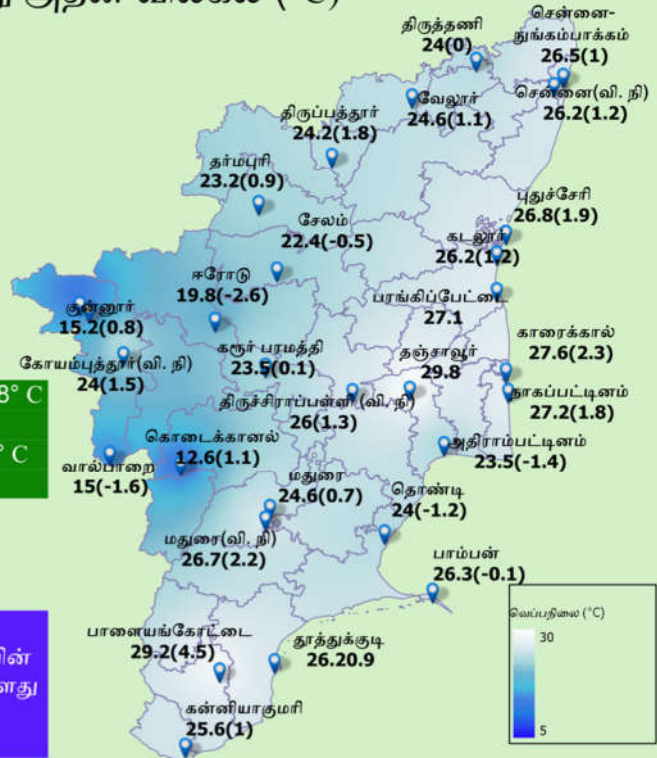 அதன் விலகல் (°C)
திருத்தணி
24(0)
சென்னை-
நுங்கம்பாக்கம்
26.5(1)
சென்னை(வி. நி)
26.2(1.2)
வேலூர்
24.6(1.1)
திருப்பத்தூர்
24.2(1.8)
தர்மபுரி
23.2(0.9)
சேலம்
22.4(-0.5)
புதுச்சேரி
26.8(1.9)
கடலூர்
26.2(1.2)
ஈரோடு
19.8(-2.6)
குன்னூர்
15.2(0.8)
பரங்கிப்பேட்டை
27.1
காரைக்கால்
27.6(2.3)
கோயம்புத்தூர்(வி. நி)
24(1.5)
கரூர் பரமத்தி
23.5(0.1)
தஞ்சாவூர்
29.8
நாகப்பட்டினம்
27.2(1.8)
திருச்சிராப்பள்ளி (வி. நி)
26(1.3)
8° C
° C
கொடைக்கானல்
12.6(1.1)
அதிராம்பட்டினம்
23.5(-1.4)
வால்பாறை
15(-1.6)
மதுரை
24.6(0.7)
தொண்டி
24(-1.2)
மதுரை(வி. நி)
26.7(2.2)
பாம்பன்
26.3(-0.1)
வெப்பநிலை (°C)
30
5
பாளையங்கோட்டை
29.2(4.5)
தூத்துக்குடி
26.20.9
யின்
ளது
கன்னியாகுமரி
25.6(1)